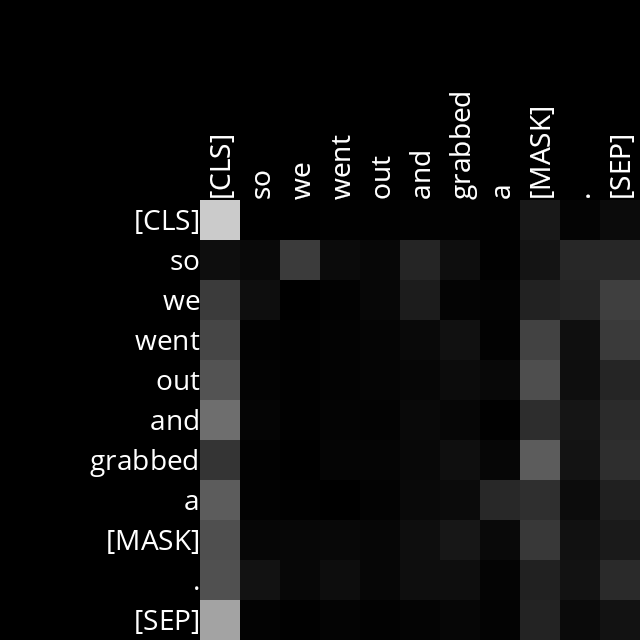 [CLS] so we went out and grabbed a [MASK] . [SEP]
[CLS]
so
we
went
out
and
grabbed
a
[MASK]
.
[SEP]